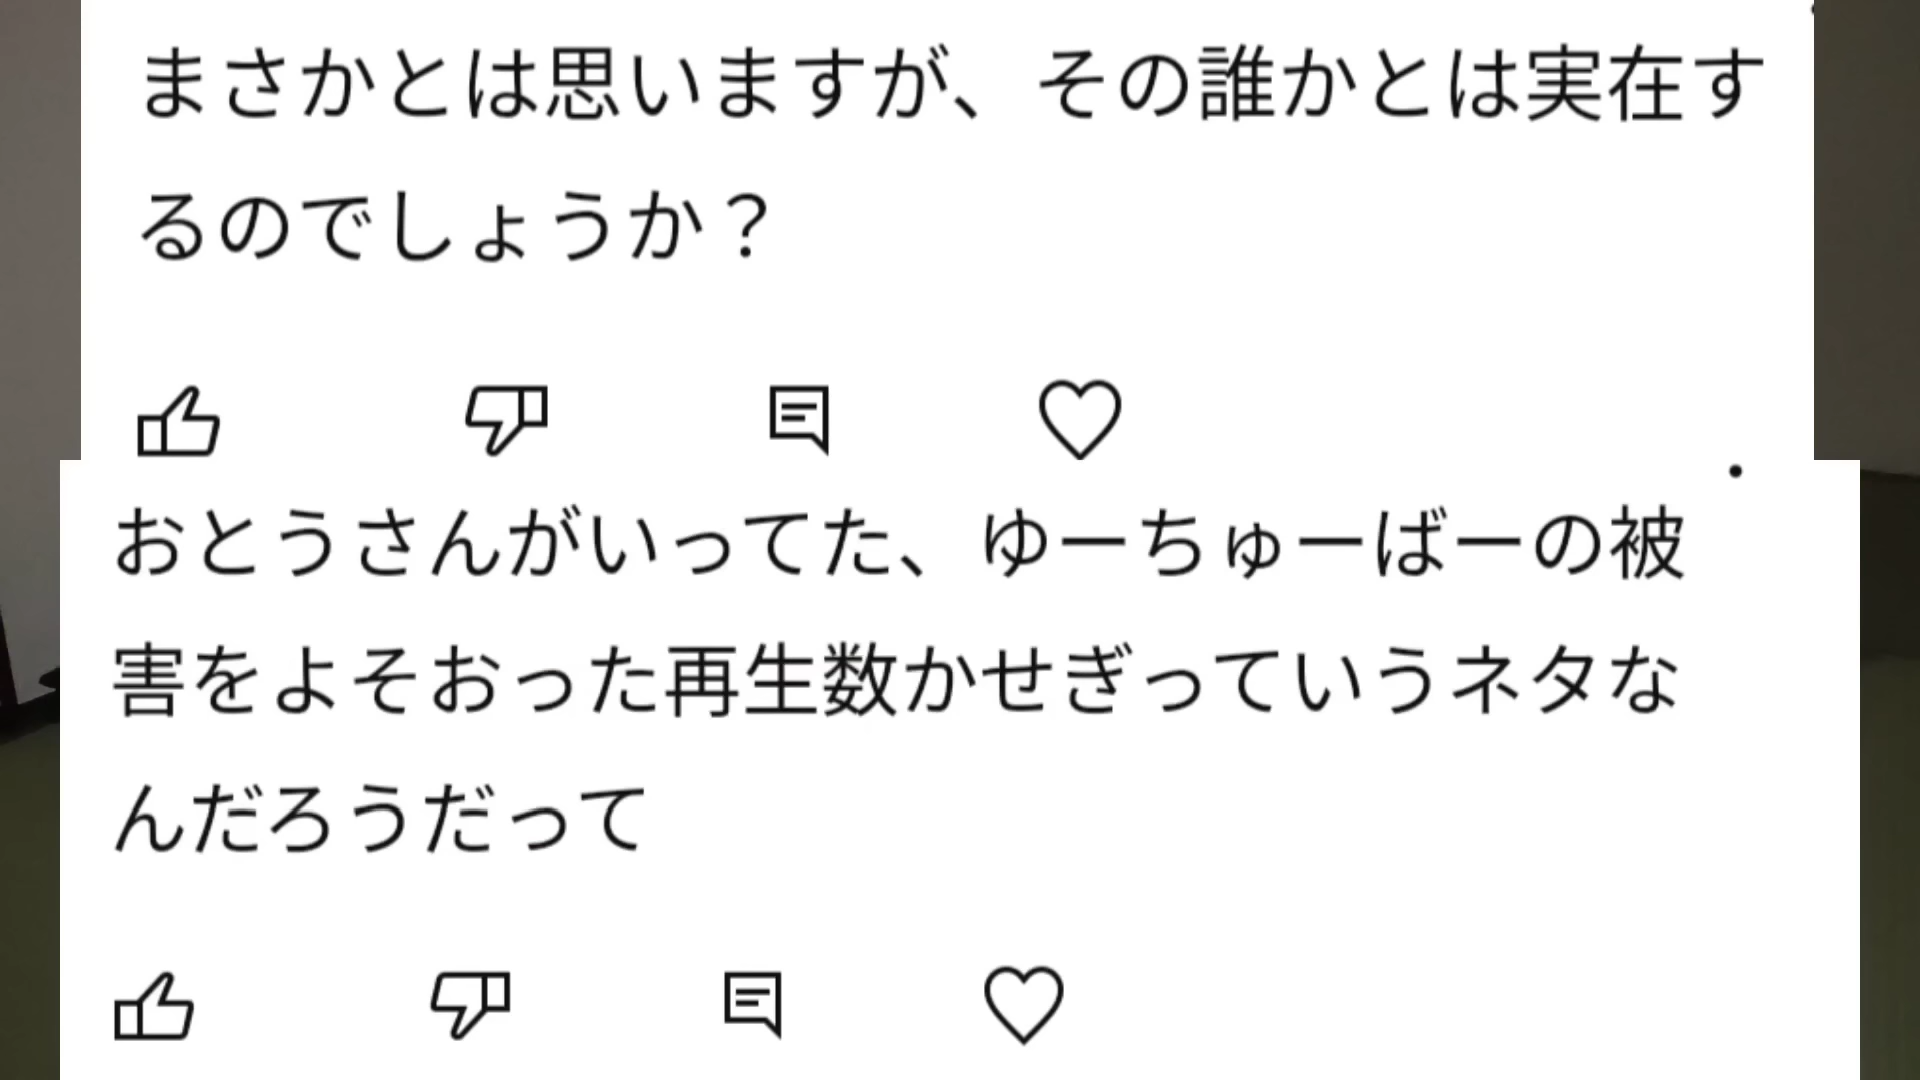 まさかとは思いますが、その誰かとは実在す
るのでしょうか？
おとうさんがいってた、ゆーちゅーばーの被
害をよそおった再生数かせぎっていうネタな
んだろうだって